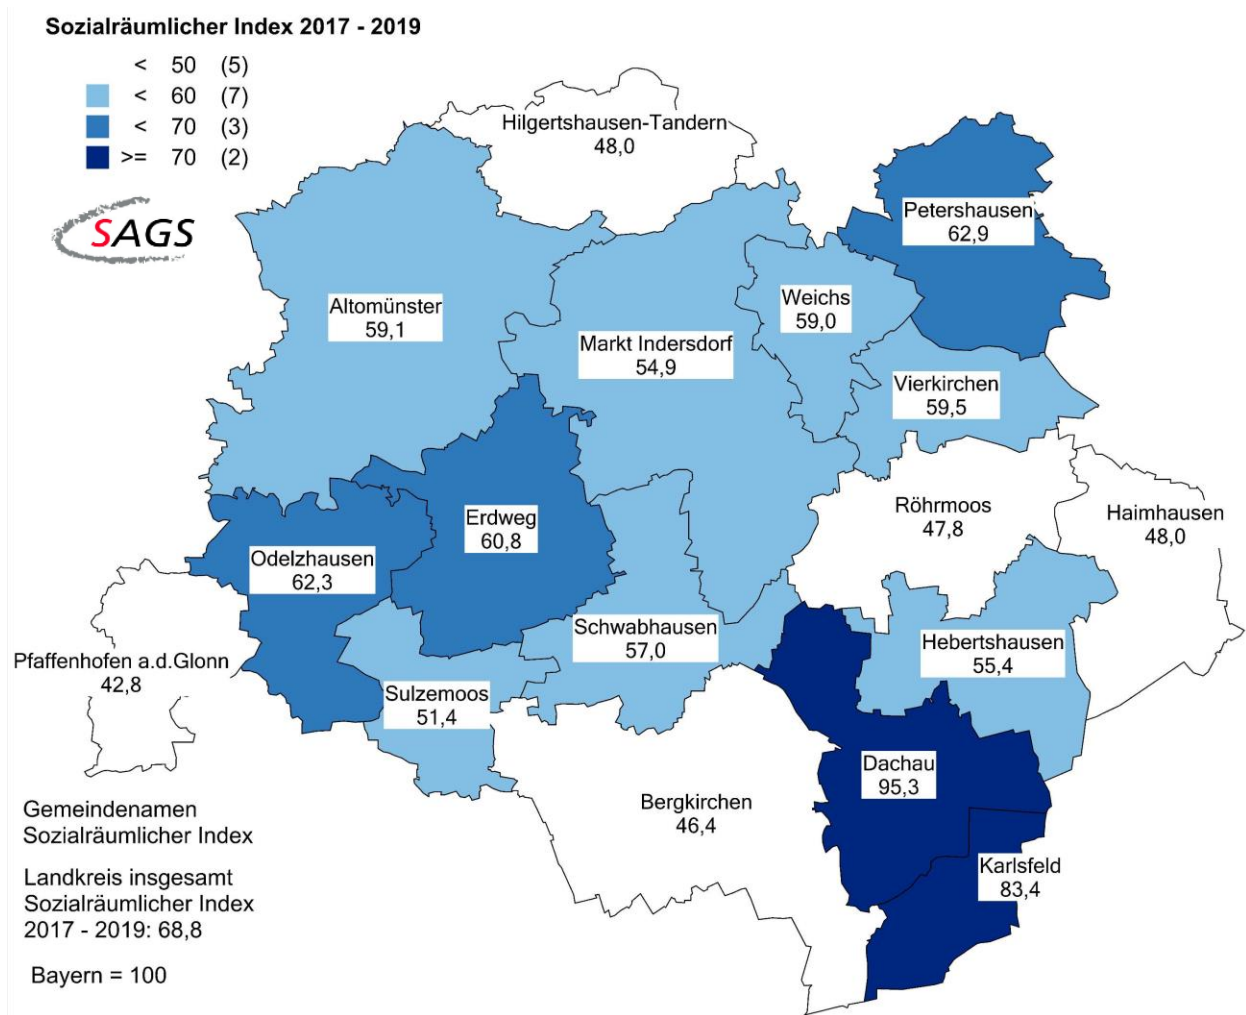 Sozialräumlicher Index 2017 - 2019
< 50 (5)
< 60 (7)
< 70 (3)
>= 70 (2)
SAGS
Hilgertshausen-Tandern
48,0
Petershausen
62,9
Altomünster
59,1
Weichs
59,0
Markt Indersdorf
54,9
Vierkirchen
59,5
Röhrmoos
47,8
Haimhausen
48,0
Erdweg
60,8
Odelzhausen
62,3
Schwabhausen
57,0
Hebertshausen
55,4
Pfaffenhofen a.d.Glonn
42,8
Sulzemoos
51,4
Dachau
95,3
Bergkirchen
46,4
Karlsfeld
83,4
Gemeindenamen
Sozialräumlicher Index
Landkreis insgesamt
Sozialräumlicher Index
2017 - 2019: 68,8
Bayern = 100